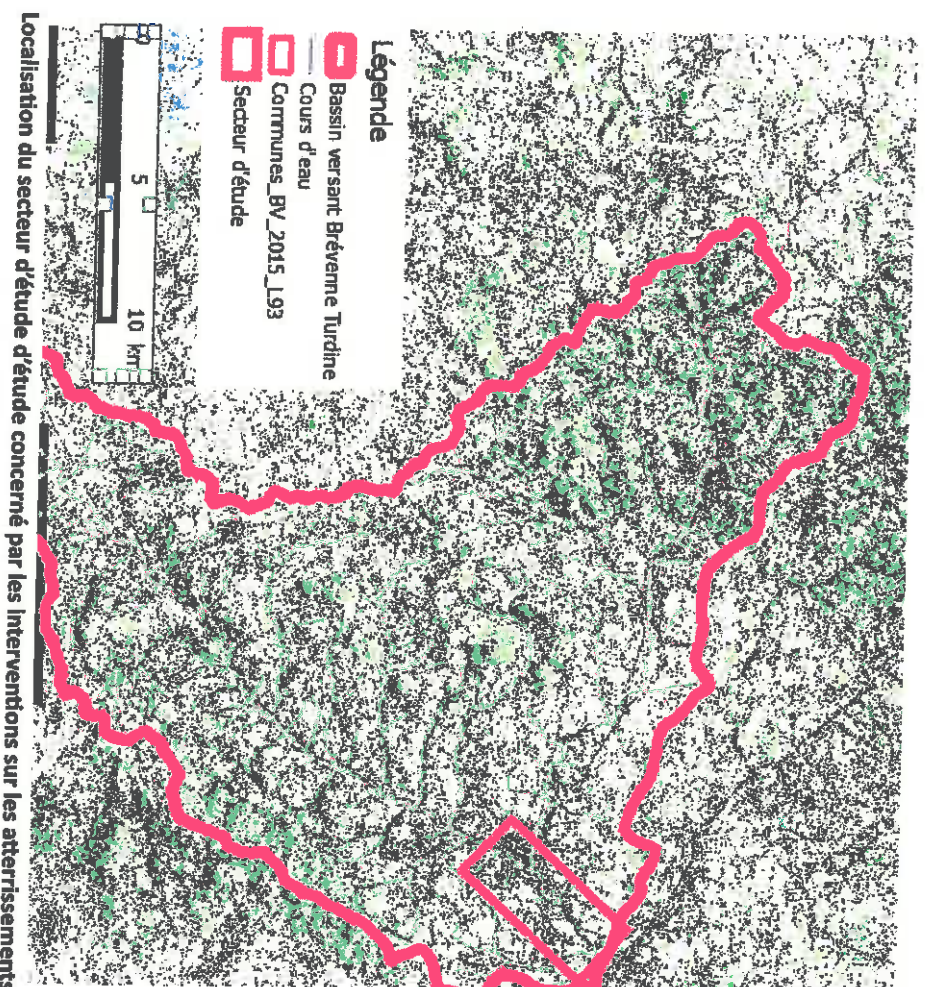 Légende
Bassin versant Brévenne Turdine
Cours d'eau
Communes_BV_2015_L93
Secteur d'étude
5 10 km
Localisation du secteur d'étude d'étude concerné par les interventions sur les atterrissements